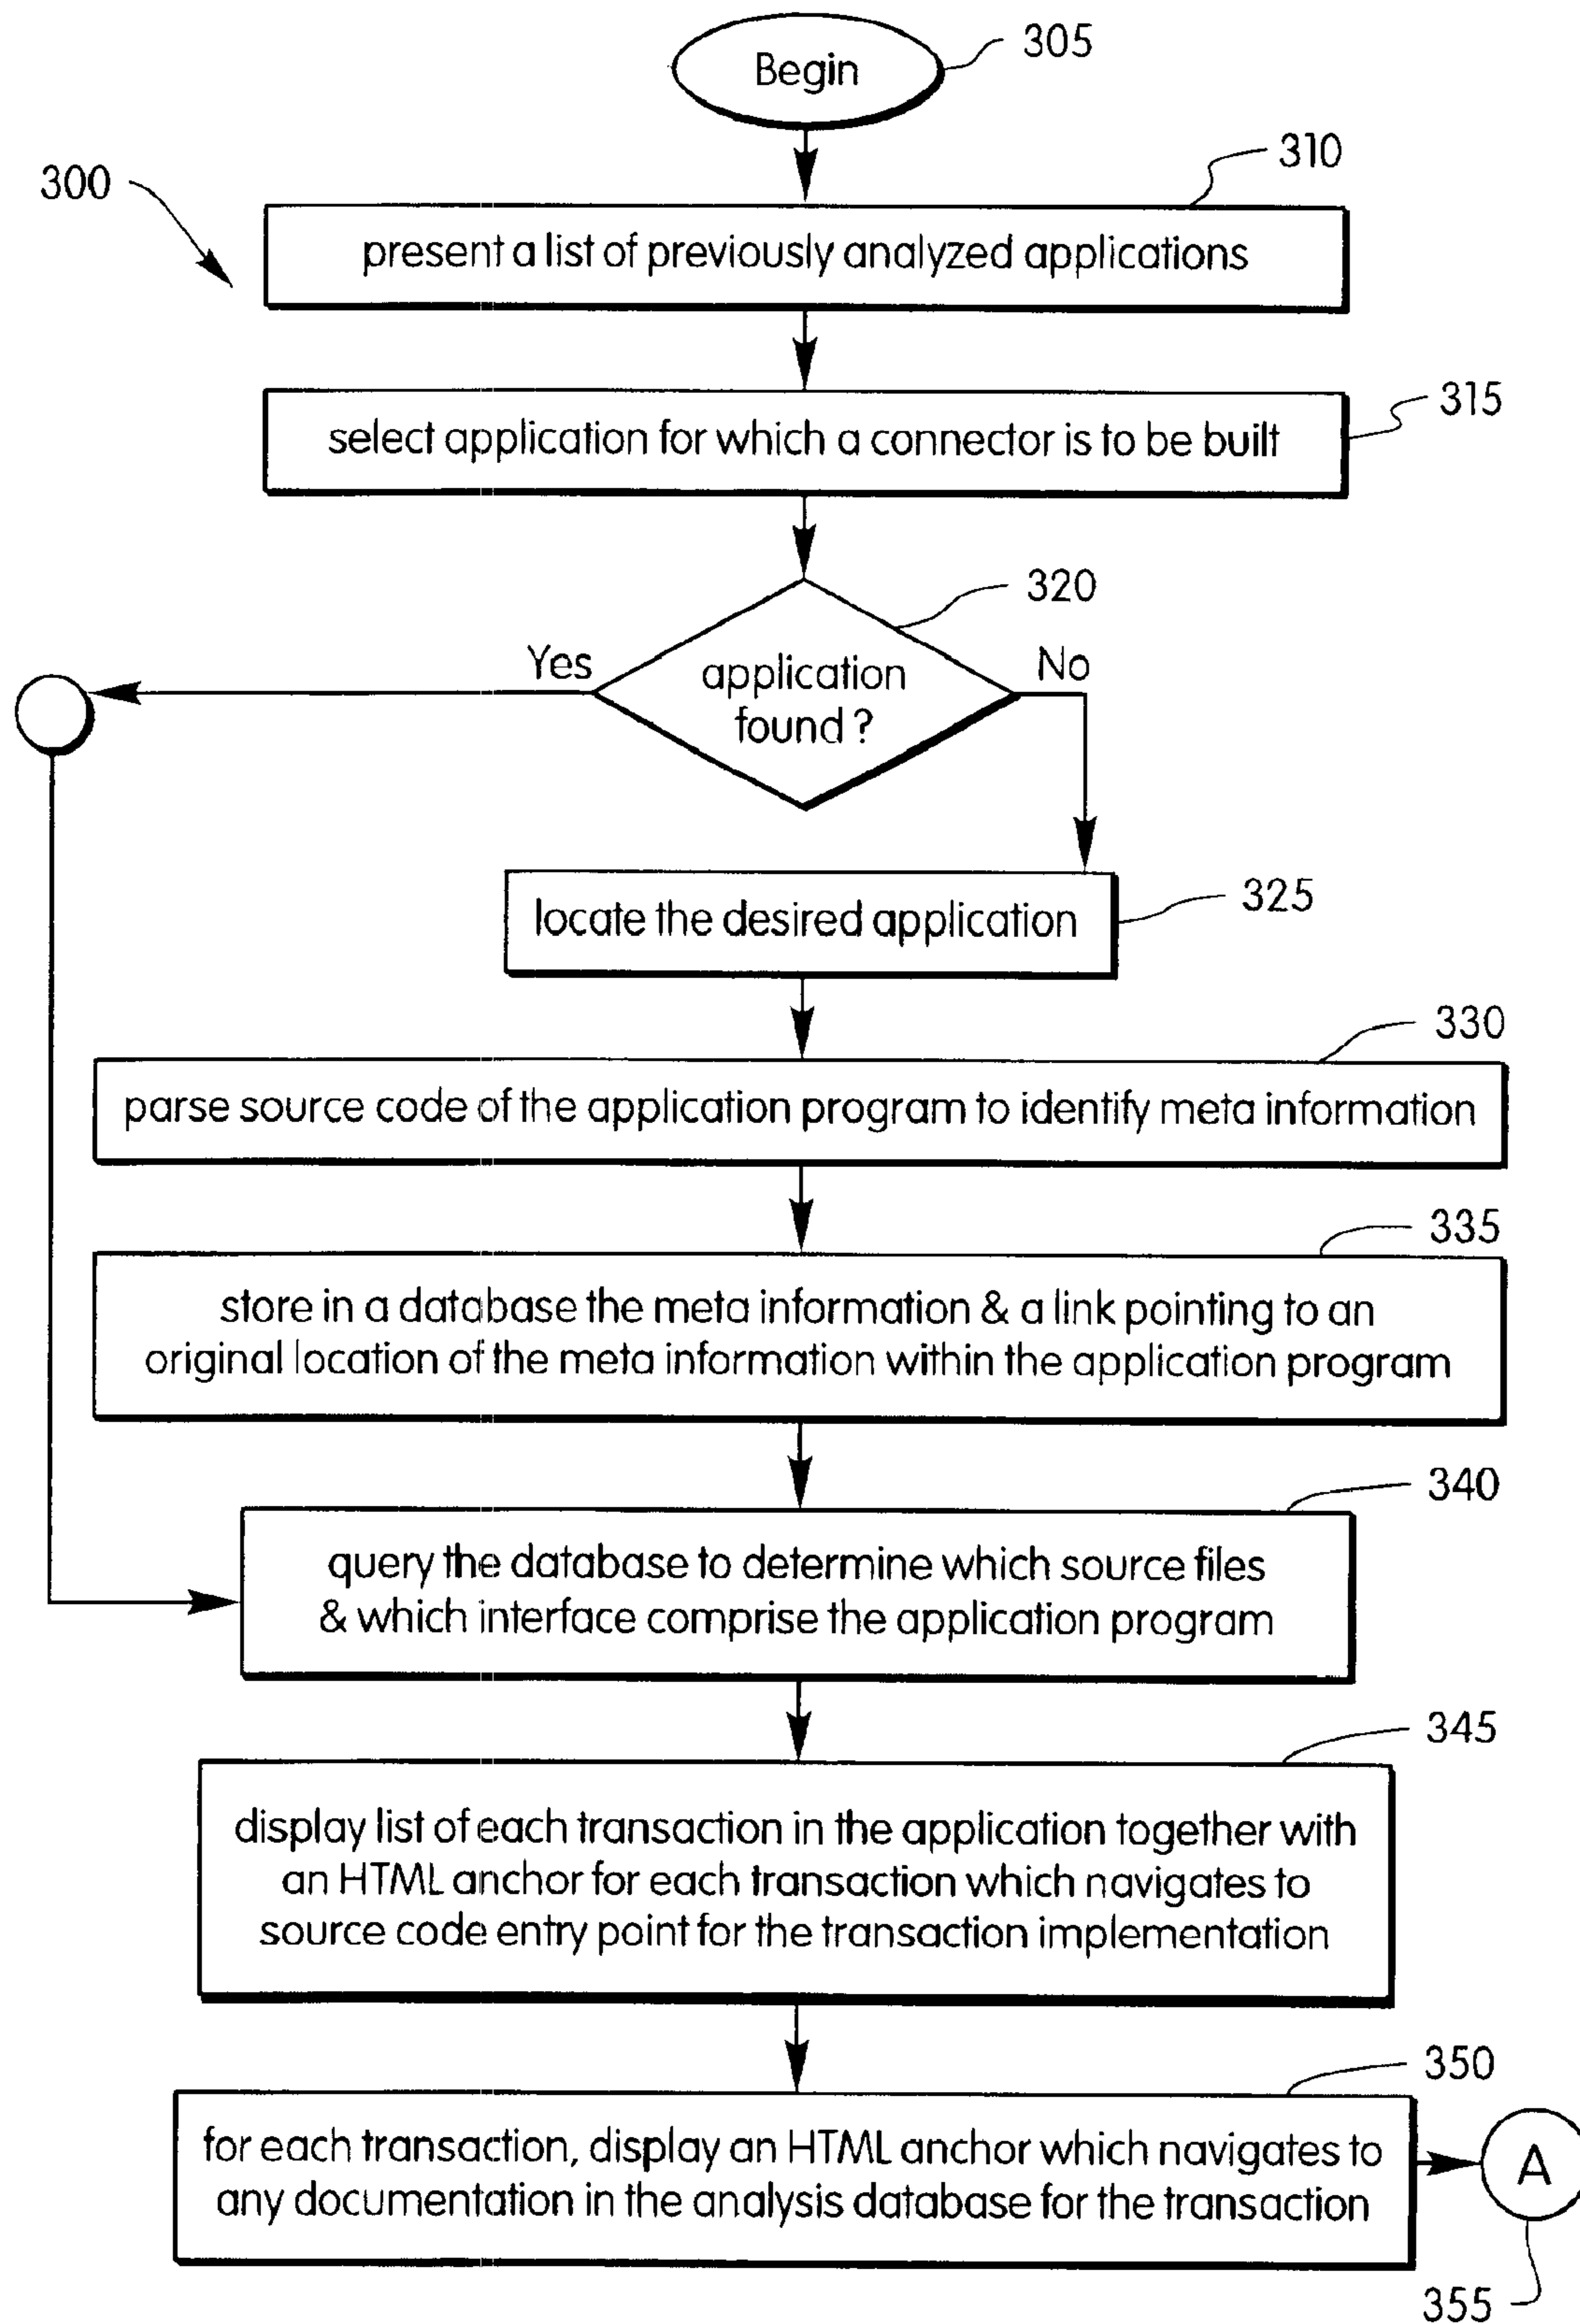 Begin
305
300
310
present a list of previously analyzed applications
315
select application for which a connector is to be built
320
Yes
application
found ?
No
325
locate the desired application
330
parse source code of the application program to identify meta information
335
store in a database the meta information & a link pointing to an
original location of the meta information within the application program
340
query the database to determine which source files
& which interface comprise the application program
345
display list of each transaction in the application together with
an HTML anchor for each transaction which navigates to
source code entry point for the transaction implementation
350
for each transaction, display an HTML anchor which navigates to
any documentation in the analysis database for the transaction
A
355